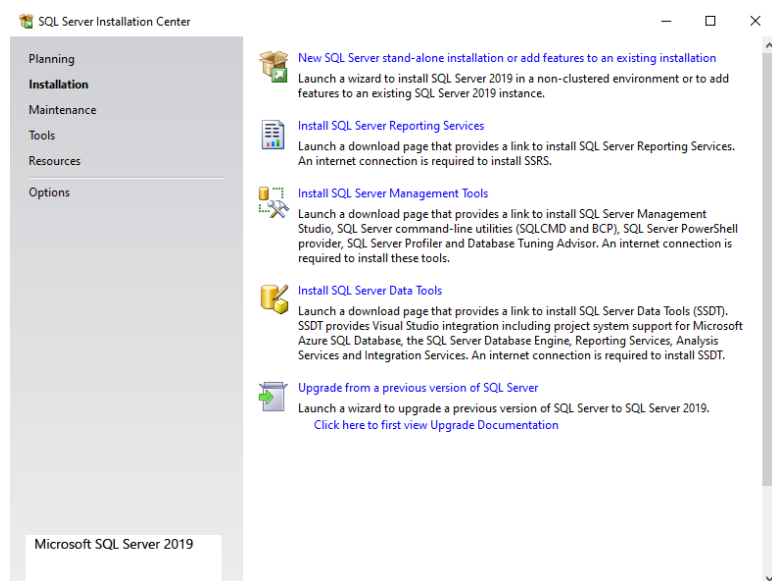 SQL Server Installation Center
Planning
Installation
Maintenance
Tools
Resources
Options
Microsoft SQL Server 2019
New SQL Server stand-alone installation or add features to an existing installation
Launch a wizard to install SQL Server 2019 in a non-clustered environment or to add
features to an existing SQL Server 2019 instance.
Install SQL Server Reporting Services
Launch a download page that provides a link to install SQL Server Reporting Services.
An internet connection is required to install SSRS.
Install SQL Server Management Tools
Launch a download page that provides a link to install SQL Server Management
Studio, SQL Server command-line utilities (SQLCMD and BCP), SQL Server PowerShell
provider, SQL Server Profiler and Database Tuning Advisor. An internet connection is
required to install these tools.
Install SQL Server Data Tools
Launch a download page that provides a link to install SQL Server Data Tools (SSDT).
SSDT provides Visual Studio integration including project system support for Microsoft
Azure SQL Database, the SQL Server Database Engine, Reporting Services, Analysis
Services and Integration Services. An internet connection is required to install SSDT.
Upgrade from a previous version of SQL Server
Launch a wizard to upgrade a previous version of SQL Server to SQL Server 2019.
Click here to first view Upgrade Documentation